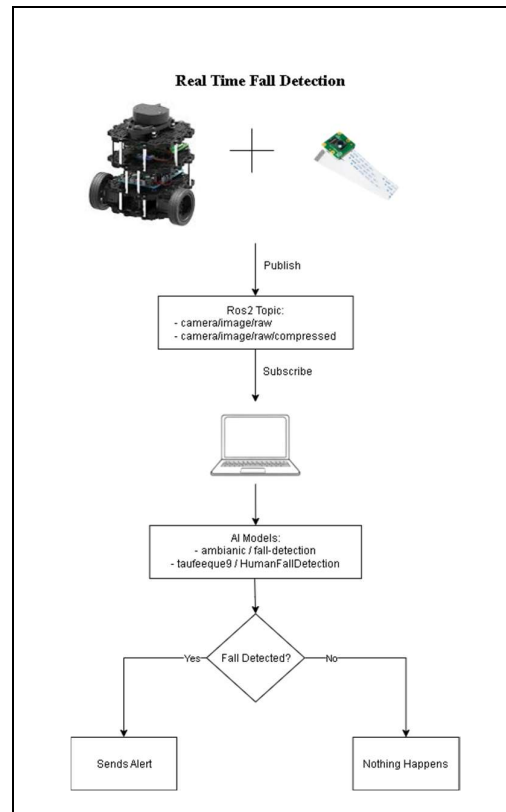 Real Time Fall Detection
Publish
Ros2 Topic:
- camera/image/raw
- camera/image/raw/compressed
Subscribe
AI Models:
- ambianic / fall-detection
- taufeeque9 / HumanFallDetection
Yes
Fall Detected?
No
Sends Alert
Nothing Happens